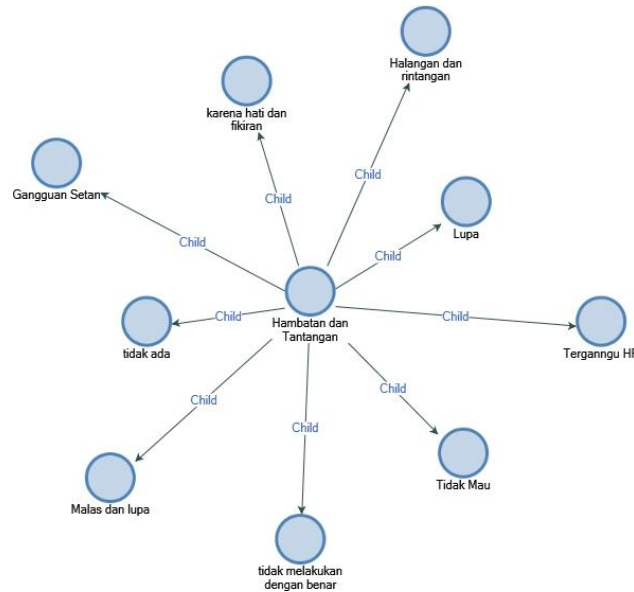 Halangan dan
rintangan
karena hati dan
fikiran
Child
Child
Gangguan Setan
Child
Lupa
Child
Child
Child
Hambatan dan
Tantangan
tidak ada
Terganngu HP
Child
Child
Child
Tidak Mau
Malas dan lupa
tidak melakukan
dengan benar